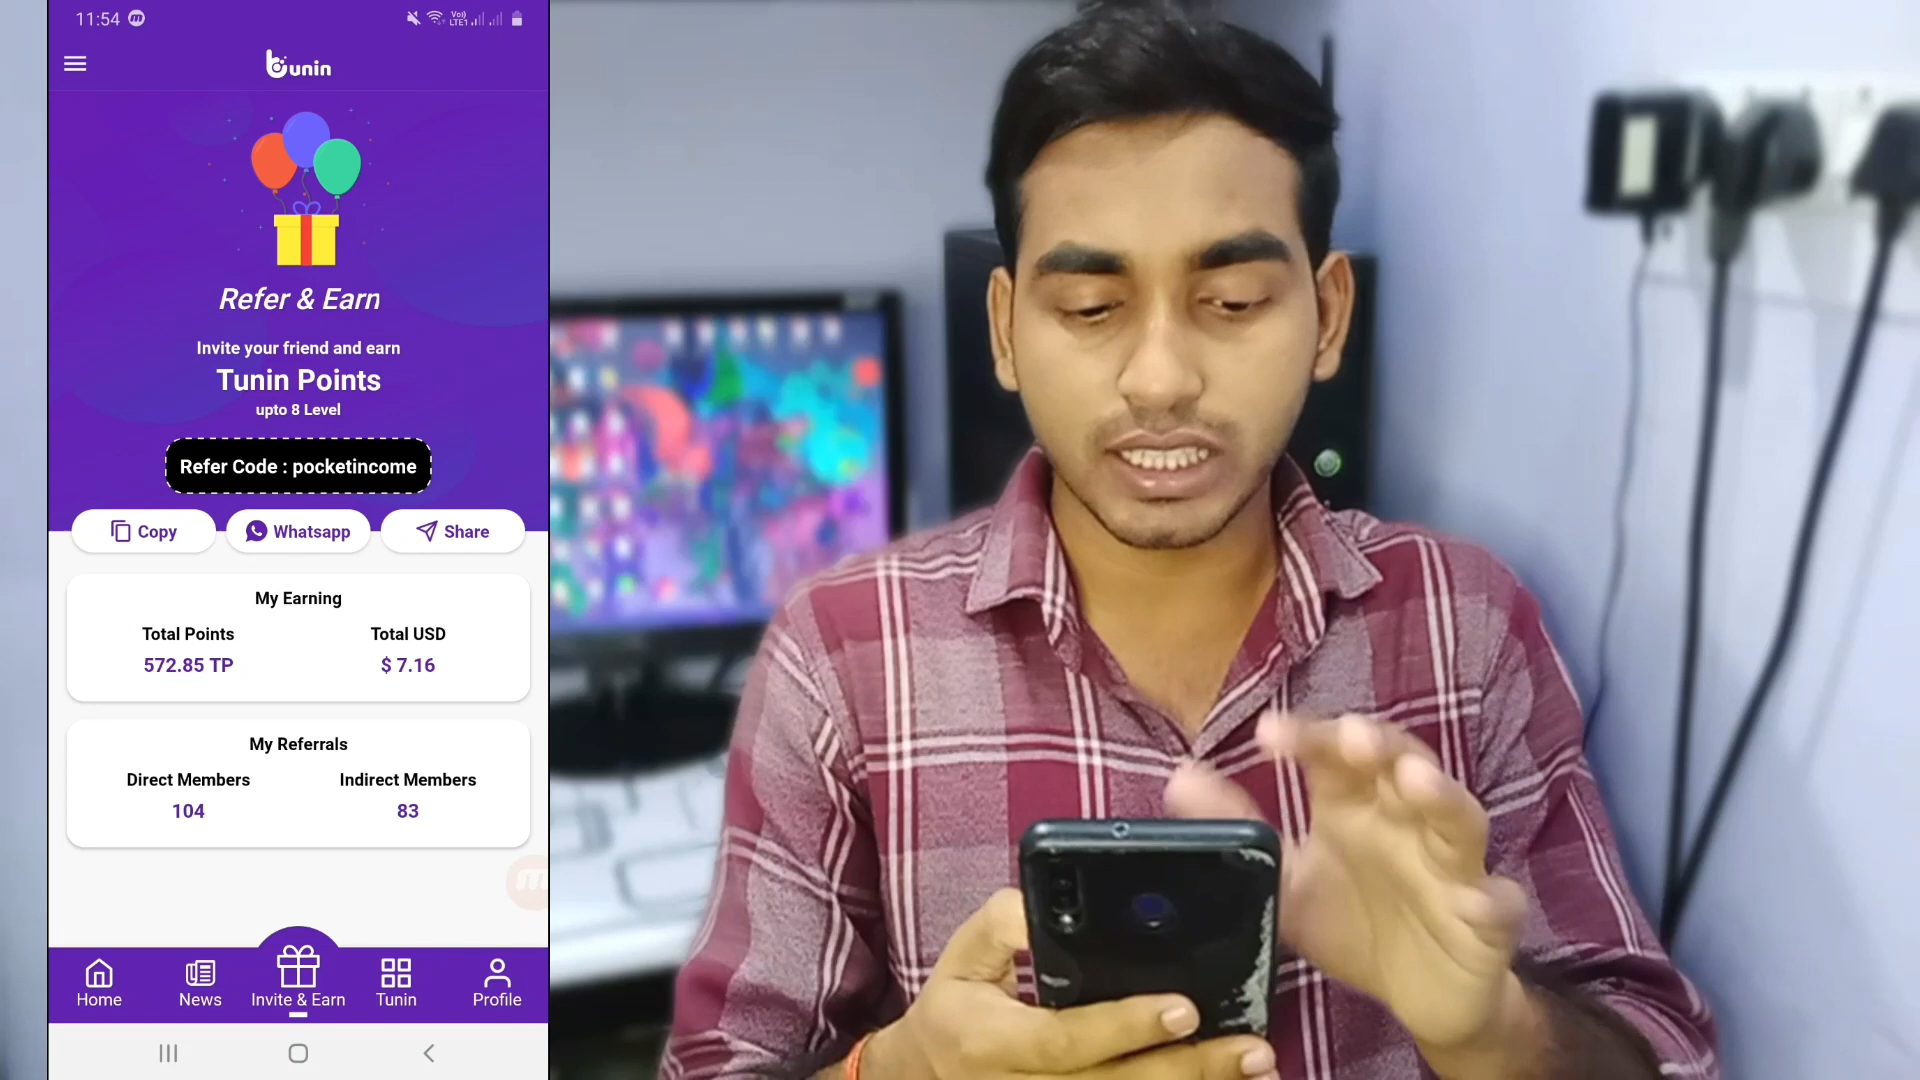 11:54
Vo)) LTE1
tunin
Refer & Earn
Invite your friend and earn
Tunin Points
upto 8 Level
Refer Code : pocketincome
Copy Whatsapp Share
My Earning
Total Points Total USD
572.85 TP $ 7.16
My Referrals
Direct Members Indirect Members
104 83
Home News Invite & Earn Tunin Profile